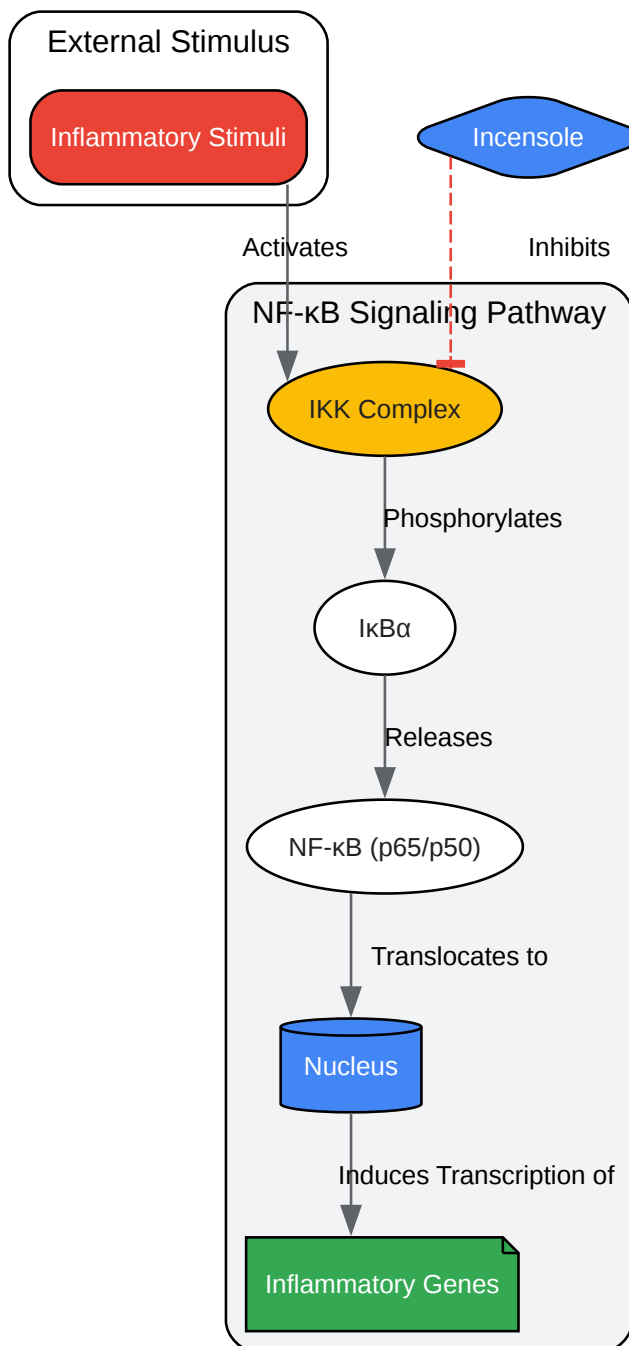 External Stimulus
Inflammatory Stimuli
Incensole
Activates
Inhibits
NF-κB Signaling Pathway
IKK Complex
Phosphorylates
IκBα
Releases
NF-κB (p65/p50)
Translocates to
Nucleus
Induces Transcription of
Inflammatory Genes